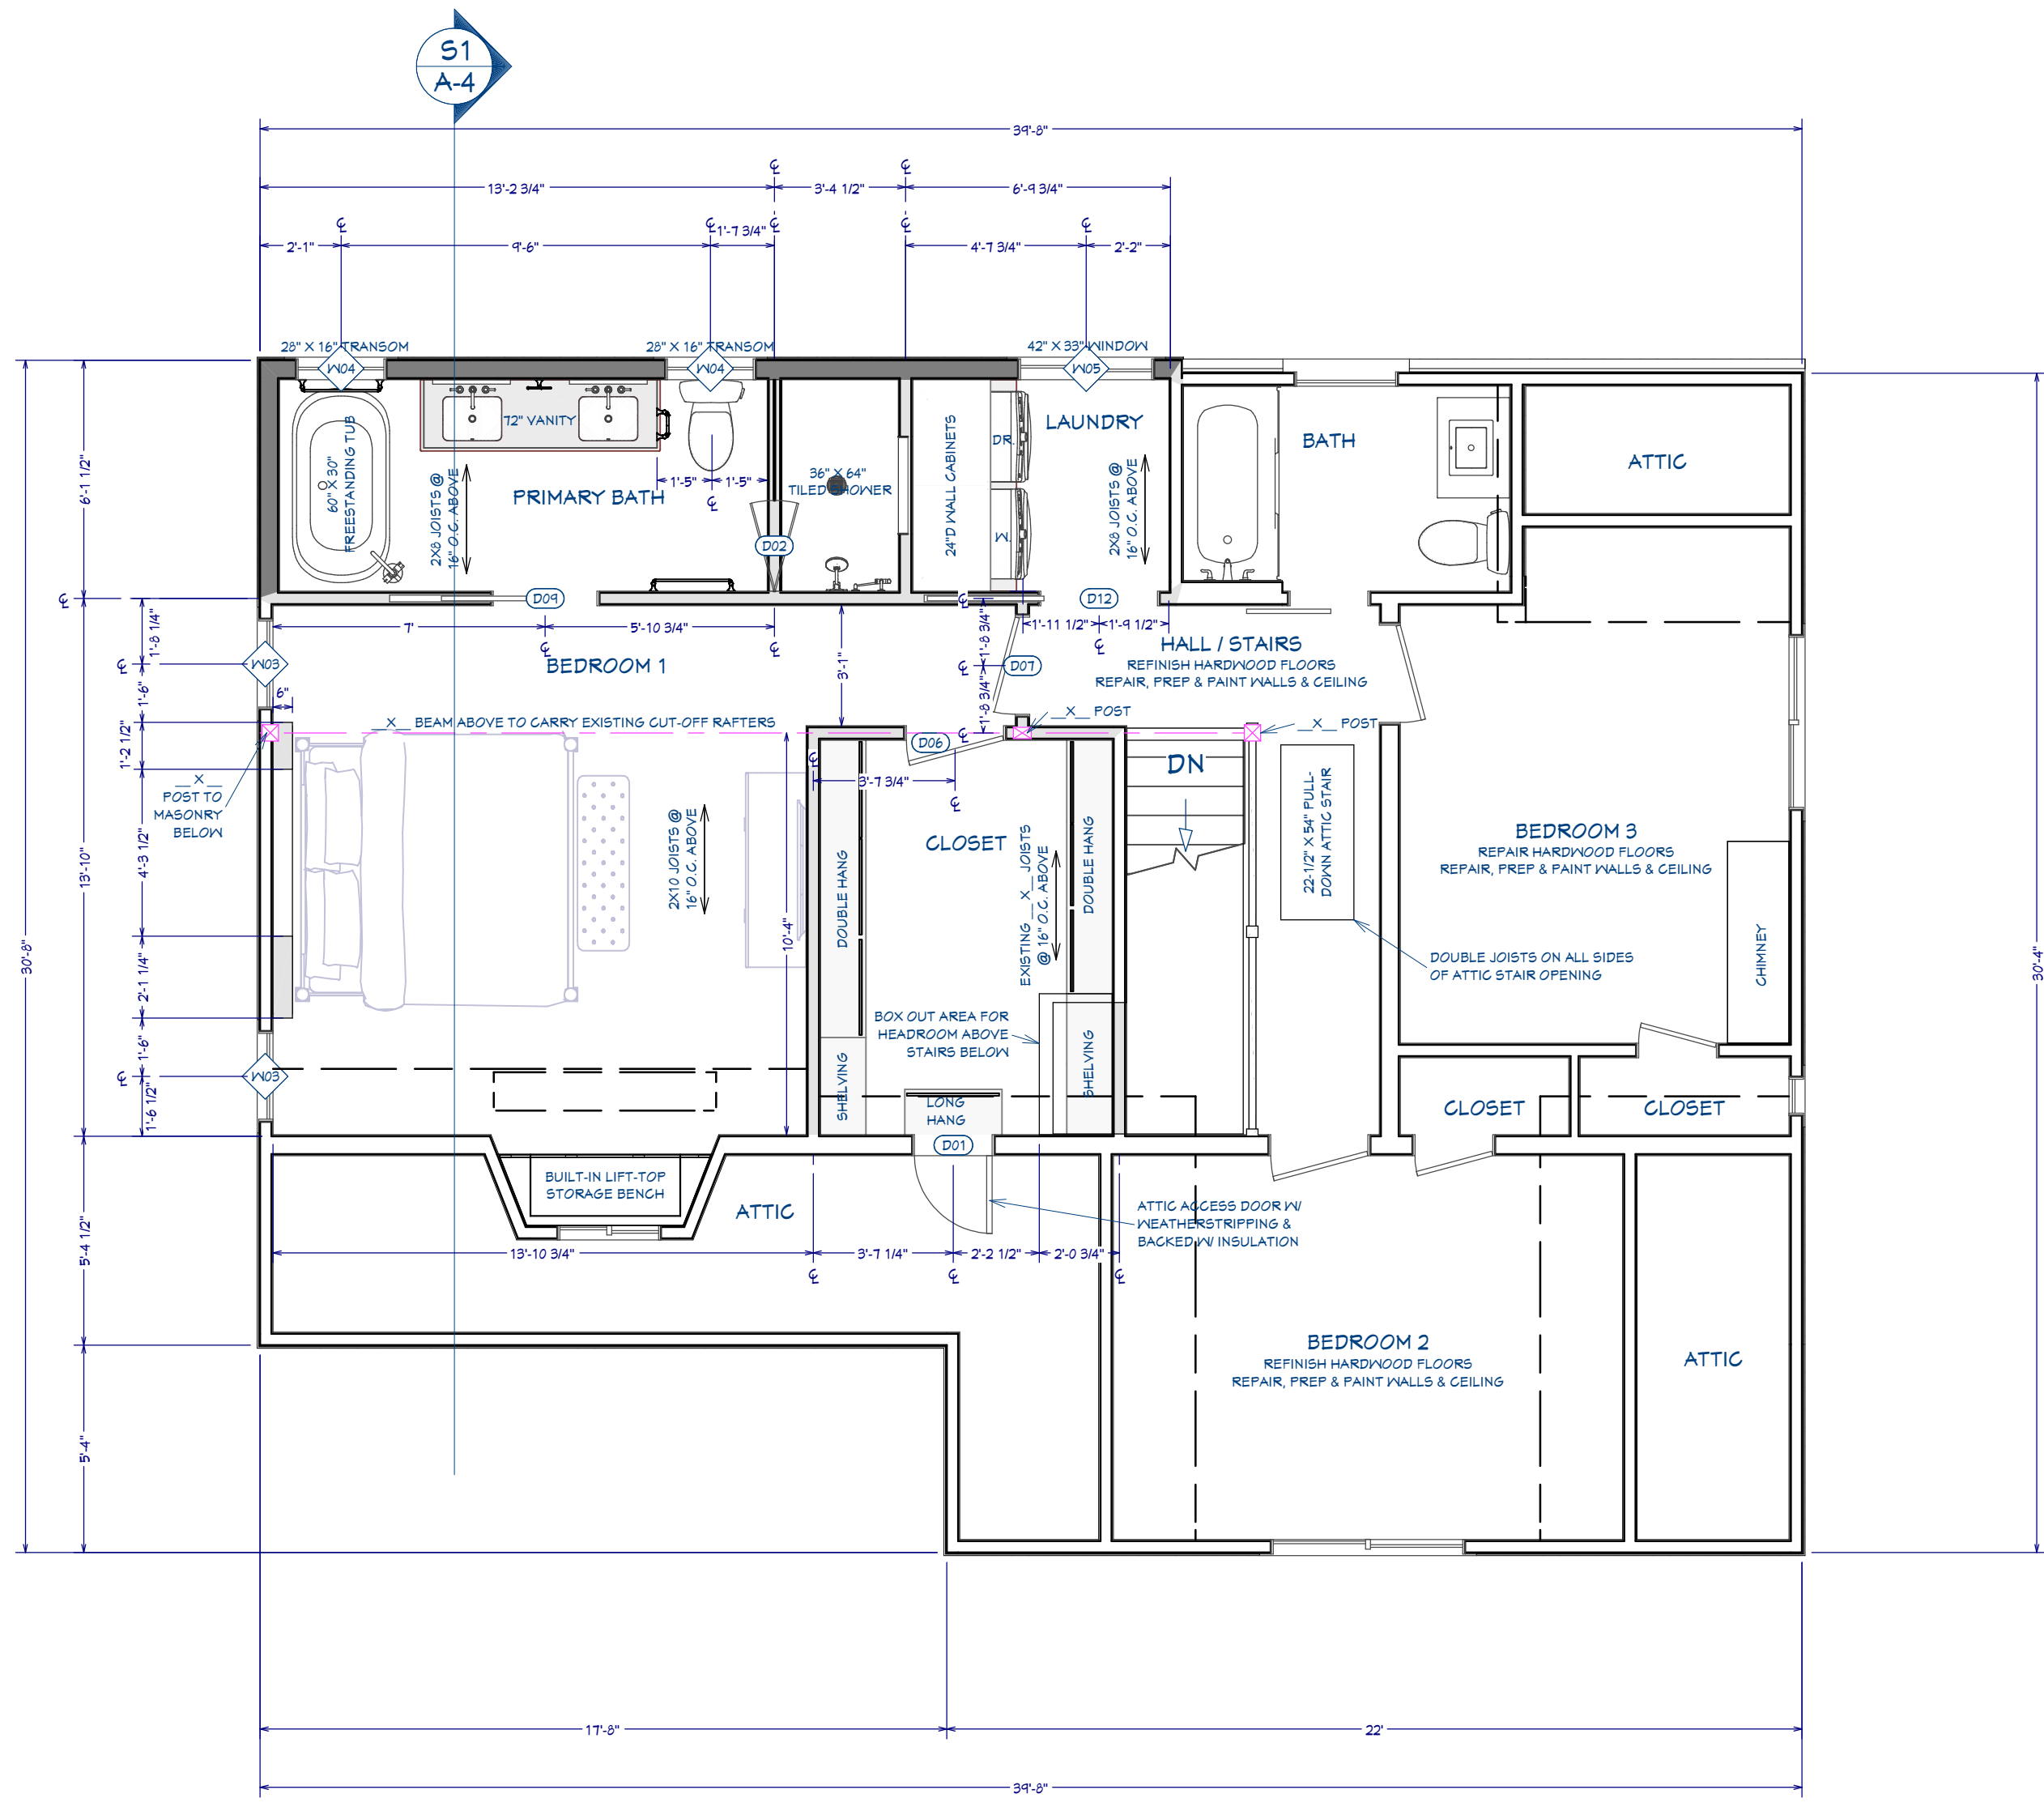 S1
A-4
39'-8"
13'-2 3/4"
3'-4 1/2"
6'-9 3/4"
2'-1"
9'-6"
1'-7 3/4"
4'-7 3/4"
2'-2"
28" X 16" TRANSOM
28" X 16" TRANSOM
42" X 33" WINDOW
W04
W04
W05
60" X 30"
FREESTANDING TUB
72" VANITY
2X8 JOISTS @
16" O.C. ABOVE
PRIMARY BATH
1'-5"
1'-5"
36" X 64"
TILED SHOWER
D02
24"D WALL CABINETS
DR.
W.
LAUNDRY
2X8 JOISTS @
16" O.C. ABOVE
BATH
ATTIC
6'-1 1/2"
D09
D12
7'
5'-10 3/4"
1'-11 1/2"
1'-9 1/2"
1'-8 3/4"
1'-8 3/4"
D07
3'-1"
BEDROOM 1
HALL / STAIRS
REFINISH HARDWOOD FLOORS
REPAIR, PREP & PAINT WALLS & CEILING
W03
1'-8 1/4"
1'-6"
6"
1'-2 1/2"
4'-3 1/2"
2'-1 1/4"
1'-6"
1'-6 1/2"
13'-10"
30'-8"
30'-4"
__X__ BEAM ABOVE TO CARRY EXISTING CUT-OFF RAFTERS
__X__ POST
__X__ POST
__X__
POST TO
MASONRY
BELOW
D06
3'-7 3/4"
DN
10'-4"
2X10 JOISTS @
16" O.C. ABOVE
DOUBLE HANG
CLOSET
EXISTING __X__ JOISTS
@ 16" O.C. ABOVE
DOUBLE HANG
22-1/2" X 54" PULL-
DOWN ATTIC STAIR
BEDROOM 3
REPAIR HARDWOOD FLOORS
REPAIR, PREP & PAINT WALLS & CEILING
CHIMNEY
DOUBLE JOISTS ON ALL SIDES
OF ATTIC STAIR OPENING
BOX OUT AREA FOR
HEADROOM ABOVE
STAIRS BELOW
SHELVING
SHELVING
LONG
HANG
W03
CLOSET
CLOSET
D01
BUILT-IN LIFT-TOP
STORAGE BENCH
ATTIC
ATTIC ACCESS DOOR W/
WEATHERSTRIPPING &
BACKED W/ INSULATION
13'-10 3/4"
3'-7 1/4"
2'-2 1/2"
2'-0 3/4"
5'-4 1/2"
5'-4"
BEDROOM 2
REFINISH HARDWOOD FLOORS
REPAIR, PREP & PAINT WALLS & CEILING
ATTIC
17'-8"
22'
39'-8"